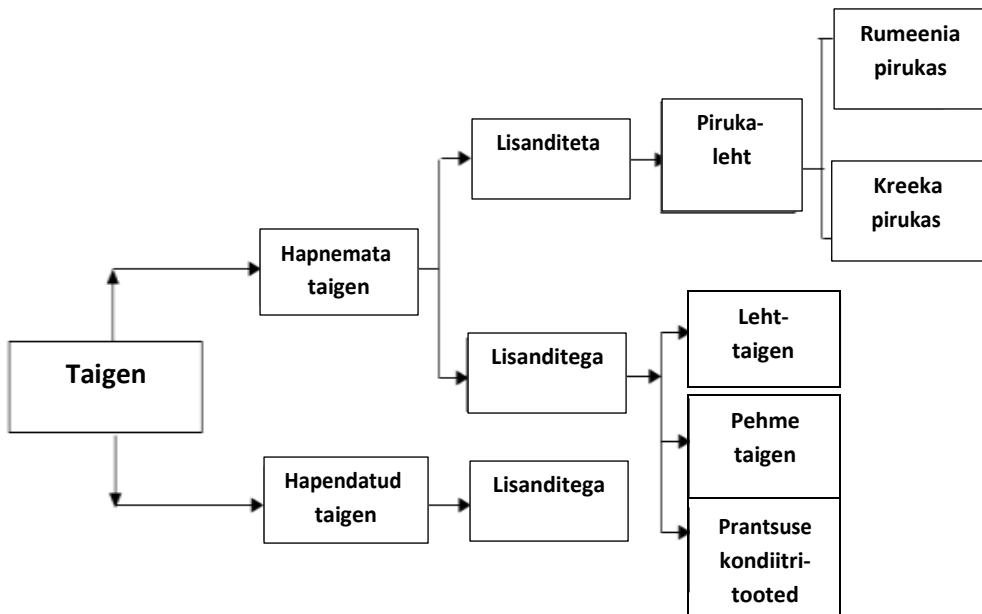 Rumeenia
pirukas
Piruka-
leht
Lisanditeta
Kreeka
pirukas
Hapnemata
taigen
Leht-
taigen
Lisanditega
Taigen
Pehme
taigen
Hapendatud
taigen
Lisanditega
Prantsuse
kondiitri-
tooted